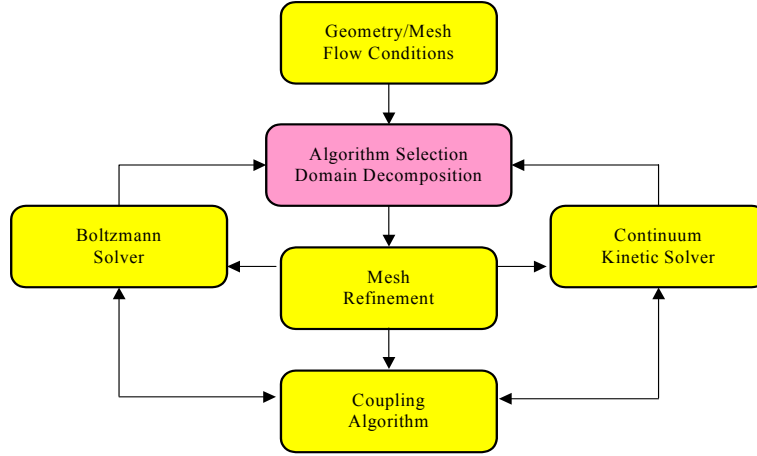 Geometry/Mesh
Flow Conditions
Algorithm Selection
Domain Decomposition
Boltzmann
Solver
Mesh
Refinement
Continuum
Kinetic Solver
Coupling
Algorithm